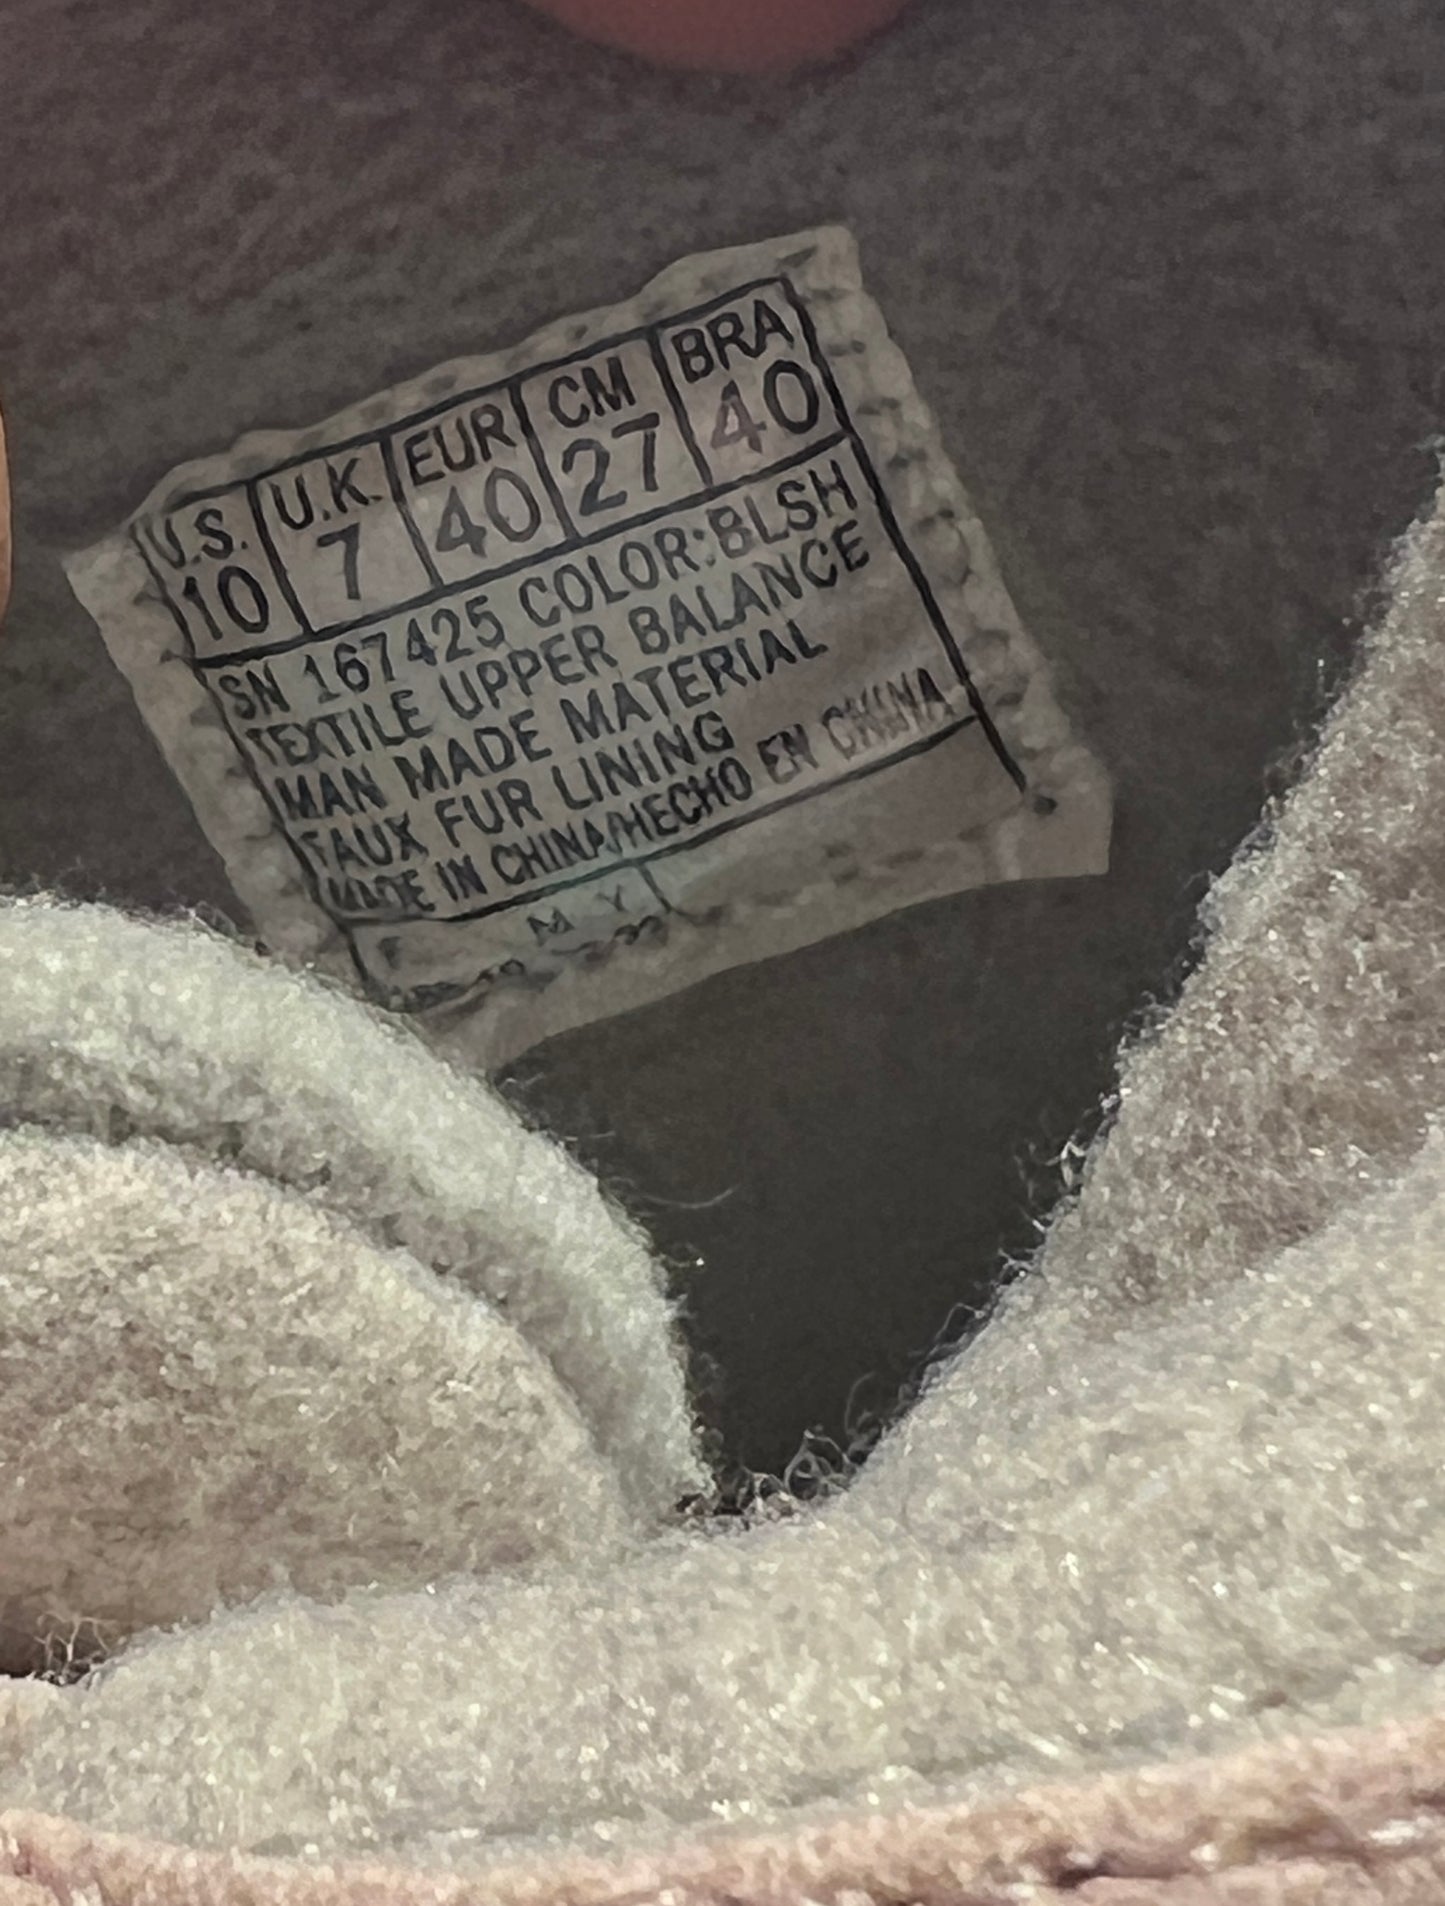 U.S. U.K. EUR CM BRA
10 7 40 27 40
SN 167425 COLOR:BLSH
TEXTILE UPPER BALANCE
MAN MADE MATERIAL
FAUX FUR LINING
MADE IN CHINA/HECHO EN CHINA
M Y